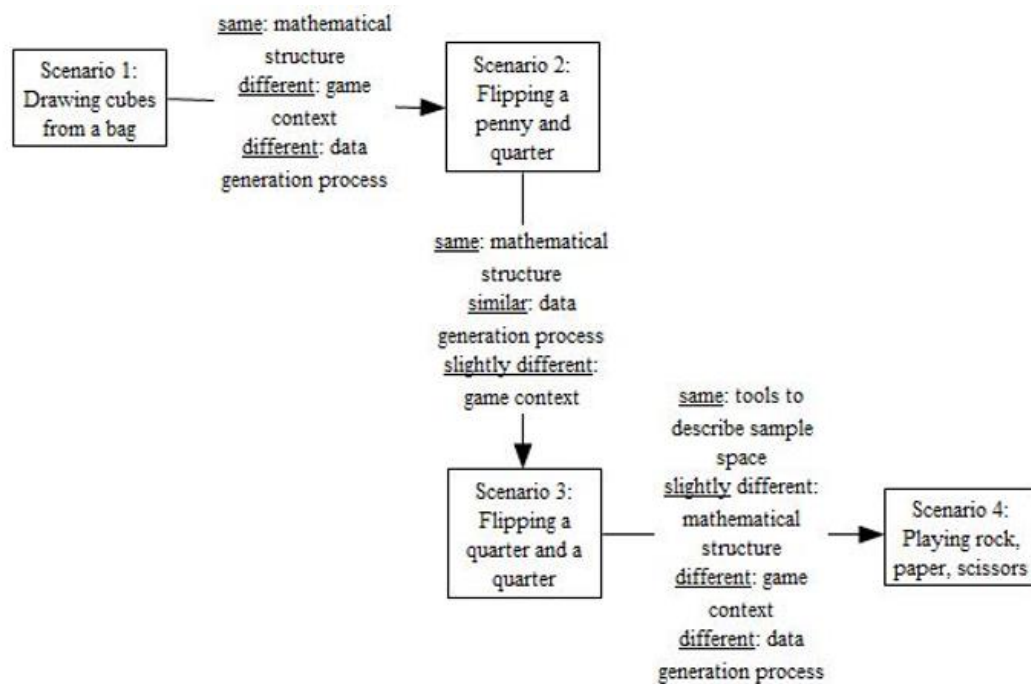 Scenario 1:
Drawing cubes
from a bag
same: mathematical
structure
different: game
context
different: data
generation process
Scenario 2:
Flipping a
penny and
quarter
same: mathematical
structure
similar: data
generation process
slightly different:
game context
Scenario 3:
Flipping a
quarter and a
quarter
same: tools to
describe sample
space
slightly different:
mathematical
structure
different: game
context
different: data
generation process
Scenario 4:
Playing rock,
paper, scissors